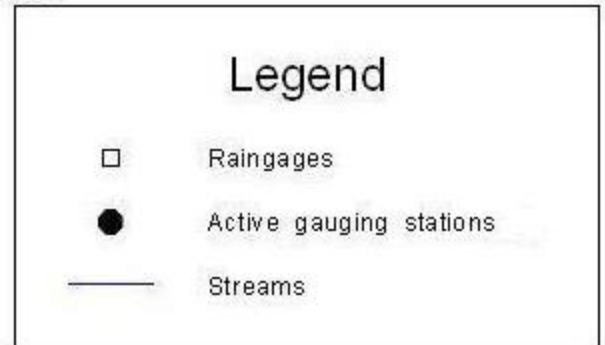 Legend
Raingages
Active gauging stations
Streams